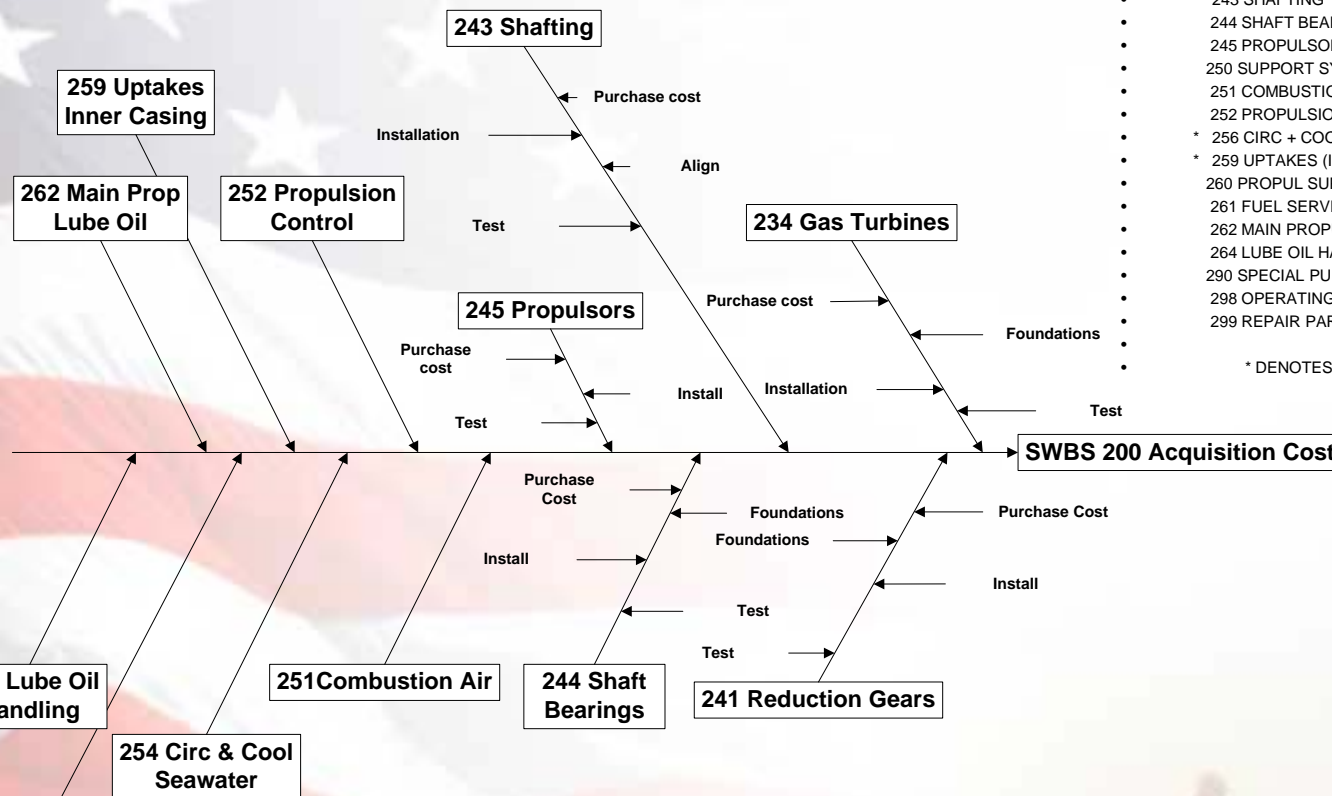 243 Shafting
259 Uptakes
Inner Casing
262 Main Prop
Lube Oil
252 Propulsion
Control
Purchase cost
Installation
Align
Test
234 Gas Turbines
Purchase cost
Foundations
Installation
Test
245 Propulsors
Purchase
cost
Install
Test
SWBS 200 Acquisition Cost
Purchase
Cost
Foundations
Install
Test
244 Shaft
Bearings
Purchase Cost
Foundations
Install
Test
241 Reduction Gears
251Combustion Air
254 Circ & Cool
Seawater
Lube Oil
andling
243 SHAFTING
• 244 SHAFT BEA
• 245 PROPULSO
• 250 SUPPORT S
• 251 COMBUSTIO
• 252 PROPULSIO
• * 256 CIRC + COO
• * 259 UPTAKES (I
• 260 PROPUL SU
• 261 FUEL SERV
• 262 MAIN PROP
• 264 LUBE OIL HA
• 290 SPECIAL PU
• 298 OPERATING
• 299 REPAIR PA
•
• * DENOTES